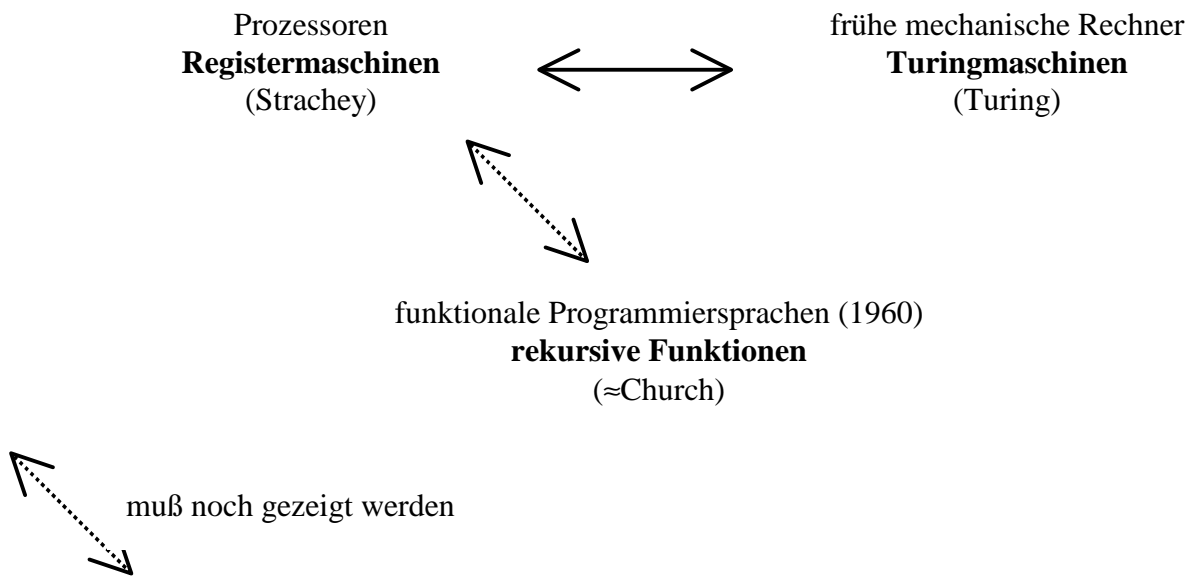 Prozessoren
Registermaschinen
(Strachey)
frühe mechanische Rechner
Turingmaschinen
(Turing)
funktionale Programmiersprachen (1960)
rekursive Funktionen
(≈Church)
muß noch gezeigt werden